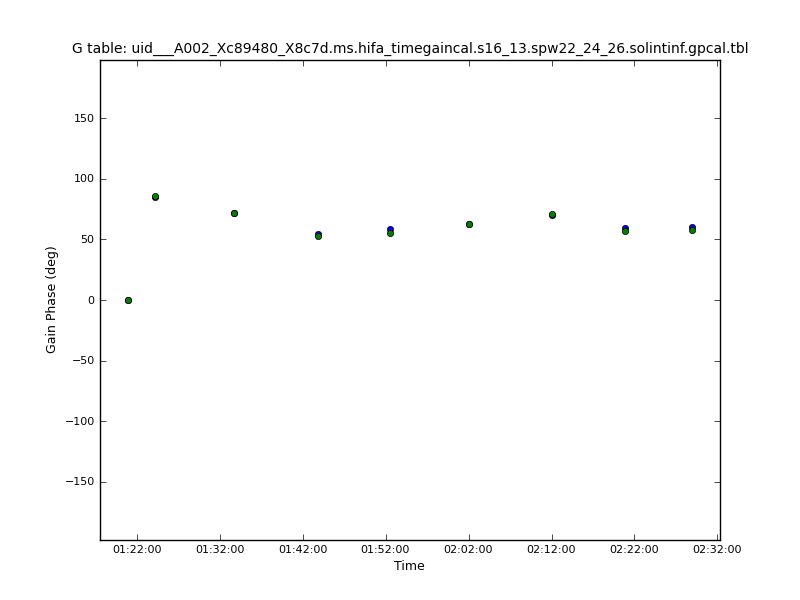 G table: uid___A002_Xc89480_X8c7d.ms.hifa_timegaincal.s16_13.spw22_24_26.solintinf.gpcal.tbl
150
100
50
0
−50
−100
−150
Gain Phase (deg)
01:22:00 01:32:00 01:42:00 01:52:00 02:02:00 02:12:00 02:22:00 02:32:00
Time